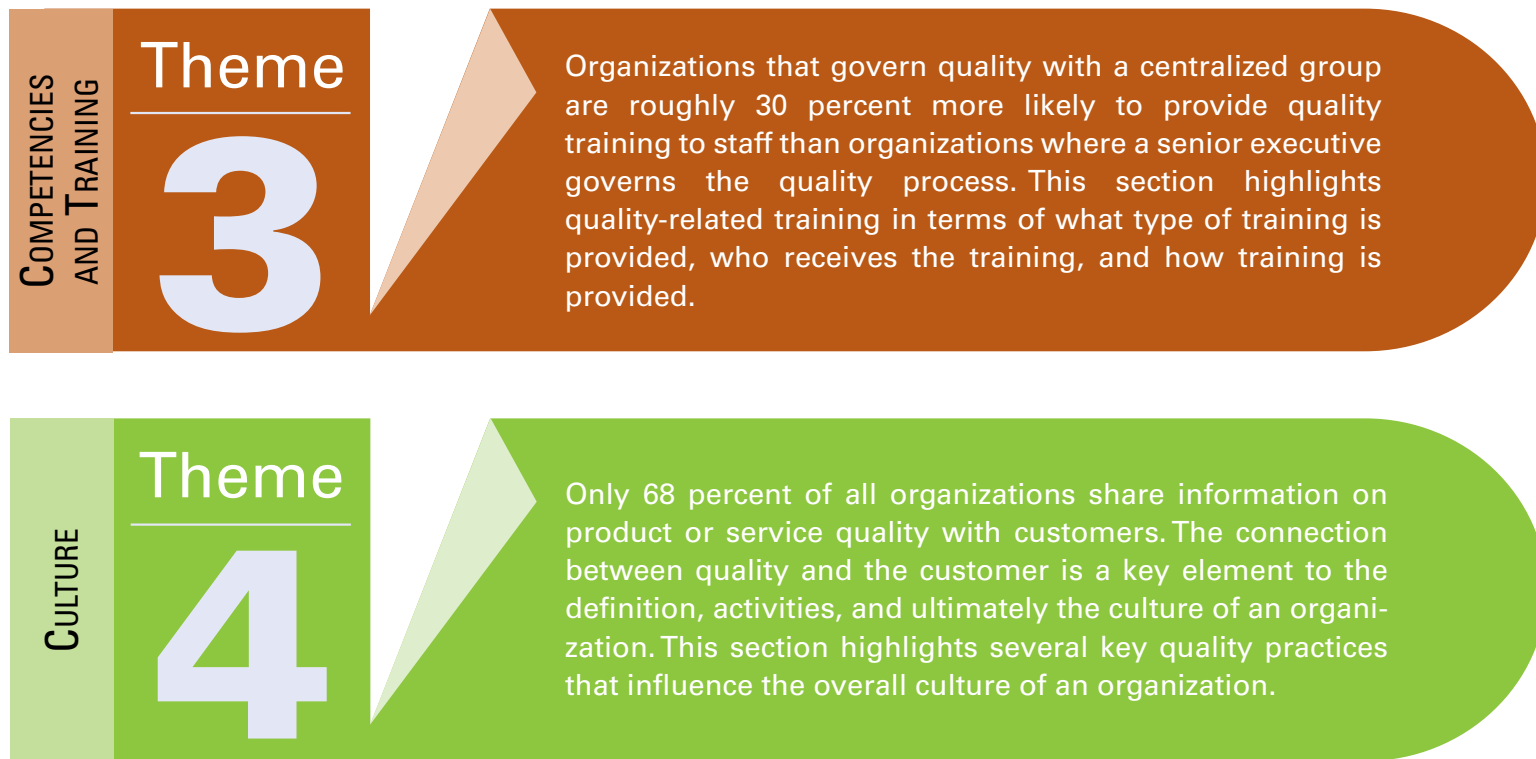 COMPETENCIES
AND TRAINING
Theme
3
Organizations that govern quality with a centralized group
are roughly 30 percent more likely to provide quality
training to staff than organizations where a senior executive
governs the quality process. This section highlights
quality-related training in terms of what type of training is
provided, who receives the training, and how training is
provided.
CULTURE
Theme
4
Only 68 percent of all organizations share information on
product or service quality with customers. The connection
between quality and the customer is a key element to the
definition, activities, and ultimately the culture of an organi-
zation. This section highlights several key quality practices
that influence the overall culture of an organization.